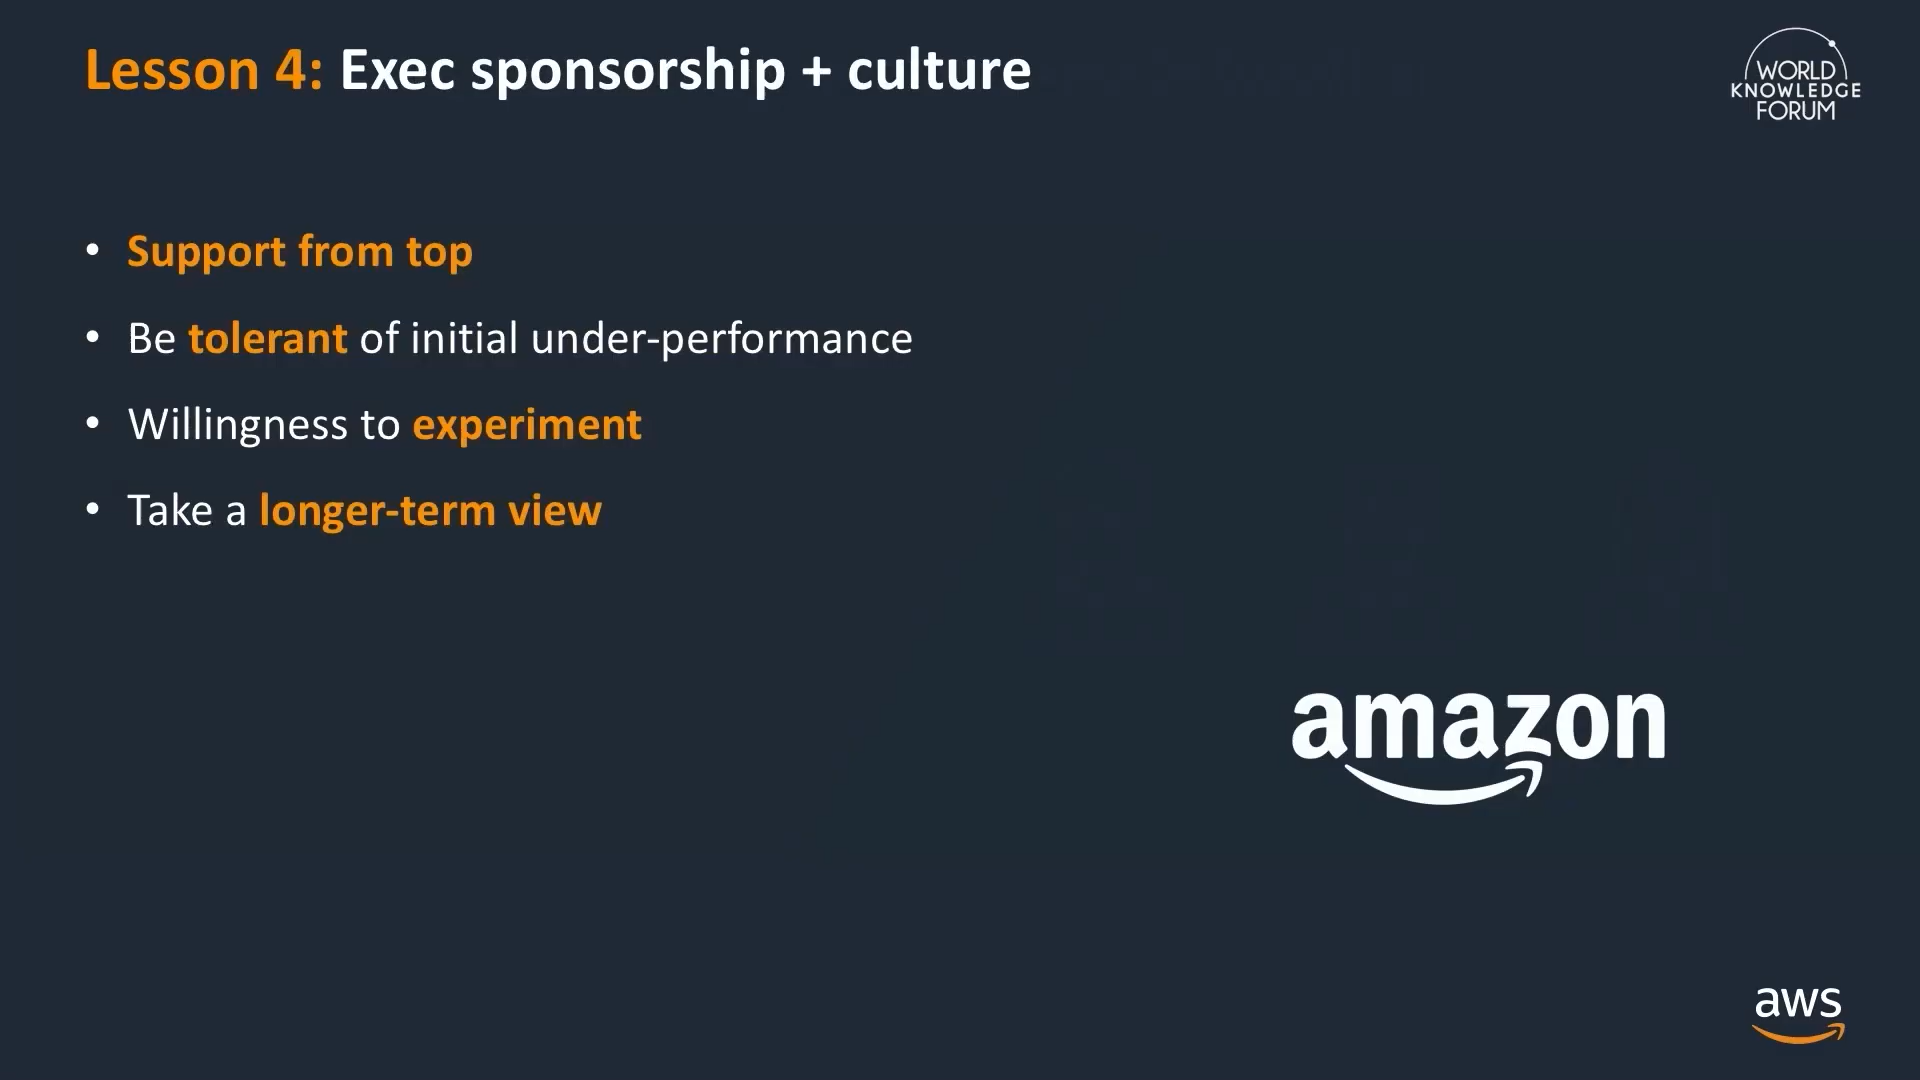 Lesson 4: Exec sponsorship + culture
WORLD
KNOWLEDGE
FORUM
• Support from top
• Be tolerant of initial under-performance
• Willingness to experiment
• Take a longer-term view
amazon
aws